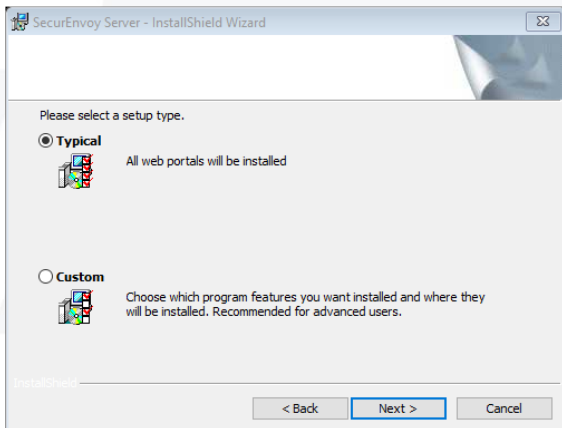 SecurEnvoy Server - InstallShield Wizard
Please select a setup type.
Typical
All web portals will be installed
Custom
Choose which program features you want installed and where they
will be installed. Recommended for advanced users.
InstallShield
< Back Next > Cancel